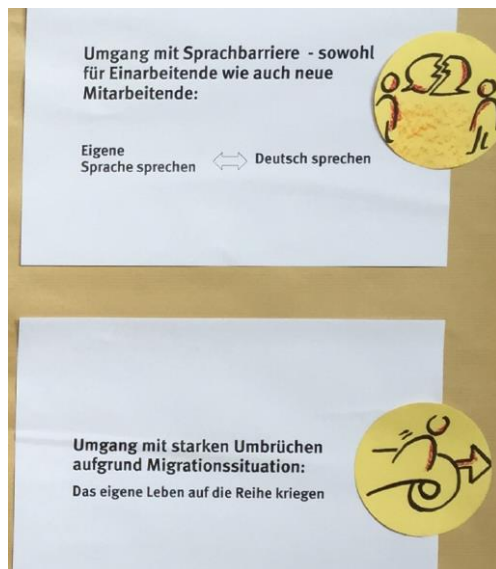 Umgang mit Sprachbarriere - sowohl
für Einarbeitende wie auch neue
Mitarbeitende:
Eigene
Sprache sprechen ⇔ Deutsch sprechen
Umgang mit starken Umbrüchen
aufgrund Migrationssituation:
Das eigene Leben auf die Reihe kriegen